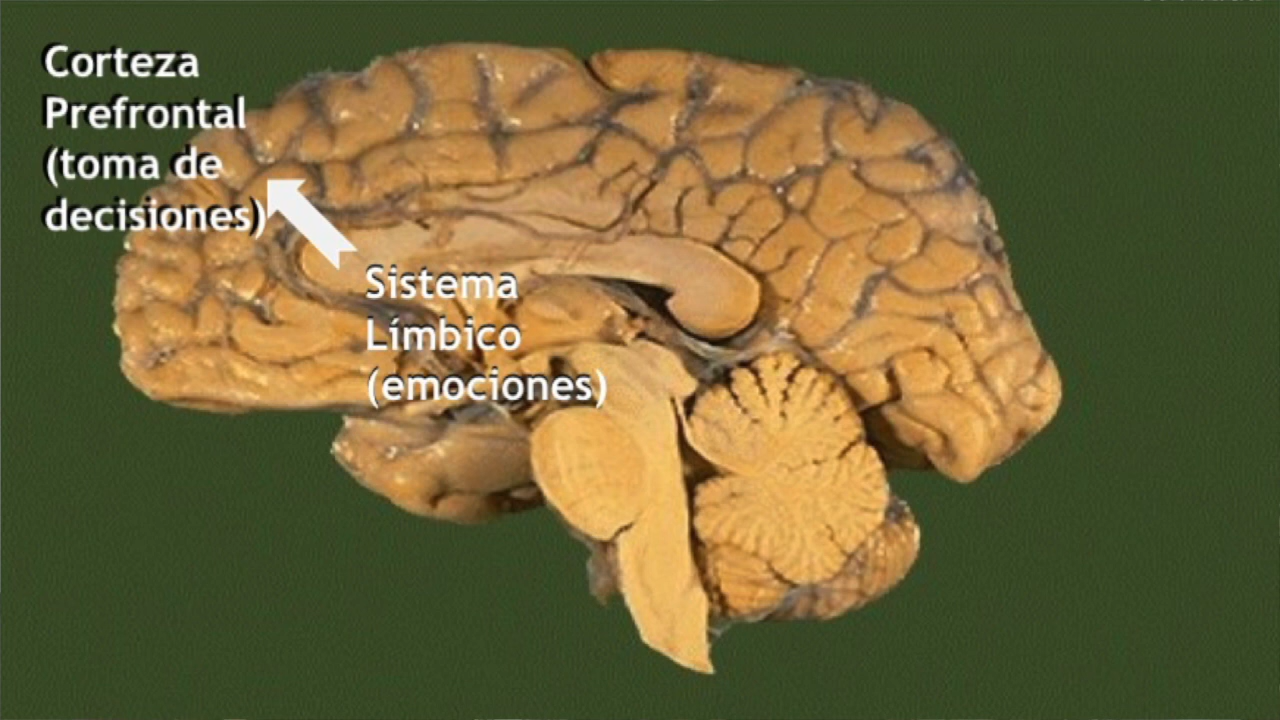 Corteza
Prefrontal
(toma de
decisiones)
Sistema
Límbico
(emociones)